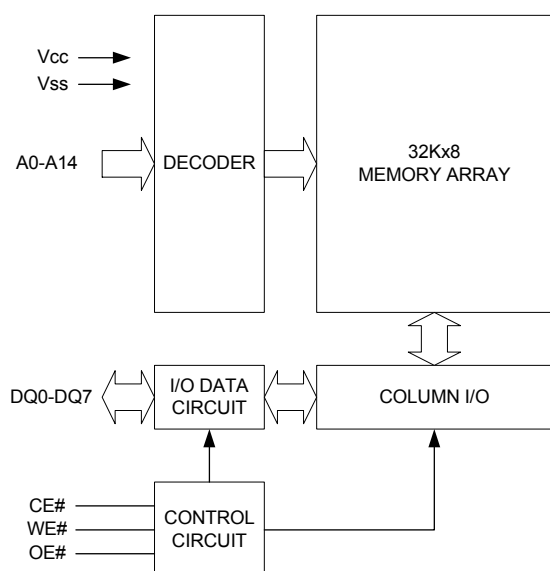 Vcc
Vss
A0-A14
DECODER
32Kx8
MEMORY ARRAY
DQ0-DQ7
I/O DATA
CIRCUIT
COLUMN I/O
CE#
WE#
OE#
CONTROL
CIRCUIT